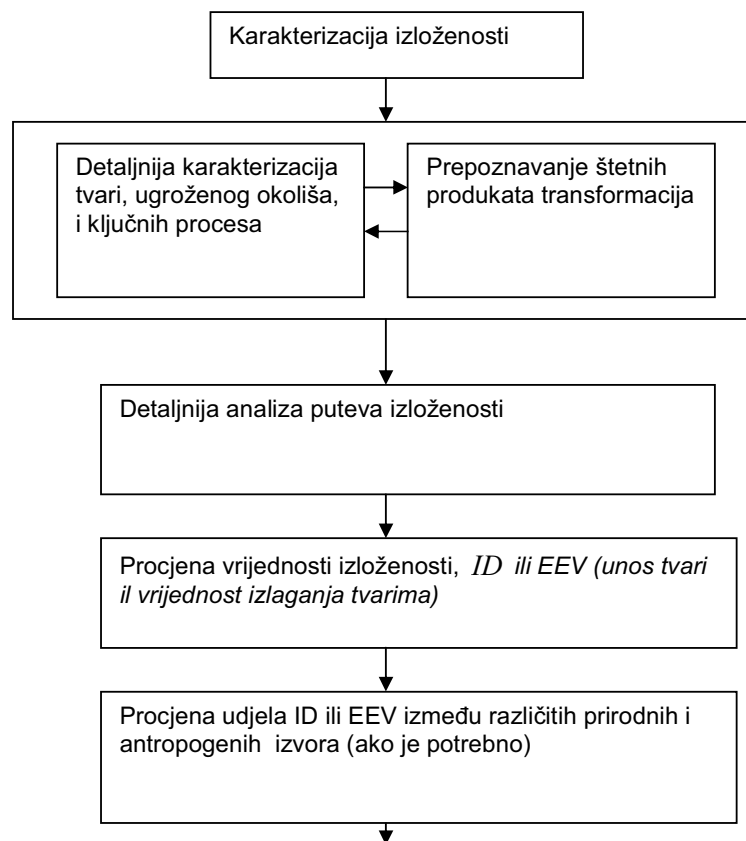 Karakterizacija izloženosti
Detaljnija karakterizacija
tvari, ugroženog okoliša,
i ključnih procesa
Prepoznavanje štetnih
produkata transformacija
Detaljnija analiza puteva izloženosti
Procjena vrijednosti izloženosti, ID ili EEV (unos tvari
il vrijednost izlaganja tvarima)
Procjena udjela ID ili EEV između različitih prirodnih i
antropogenih izvora (ako je potrebno)